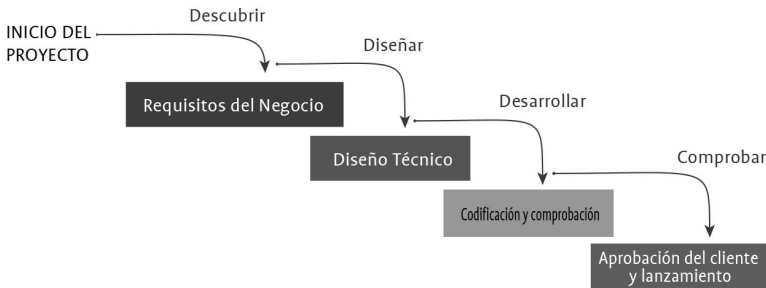 Descubrir
INICIO DEL
PROYECTO
Diseñar
Requisitos del Negocio
Desarrollar
Diseño Técnico
Comprobar
Codificación y comprobación
Aprobación del cliente
y lanzamiento